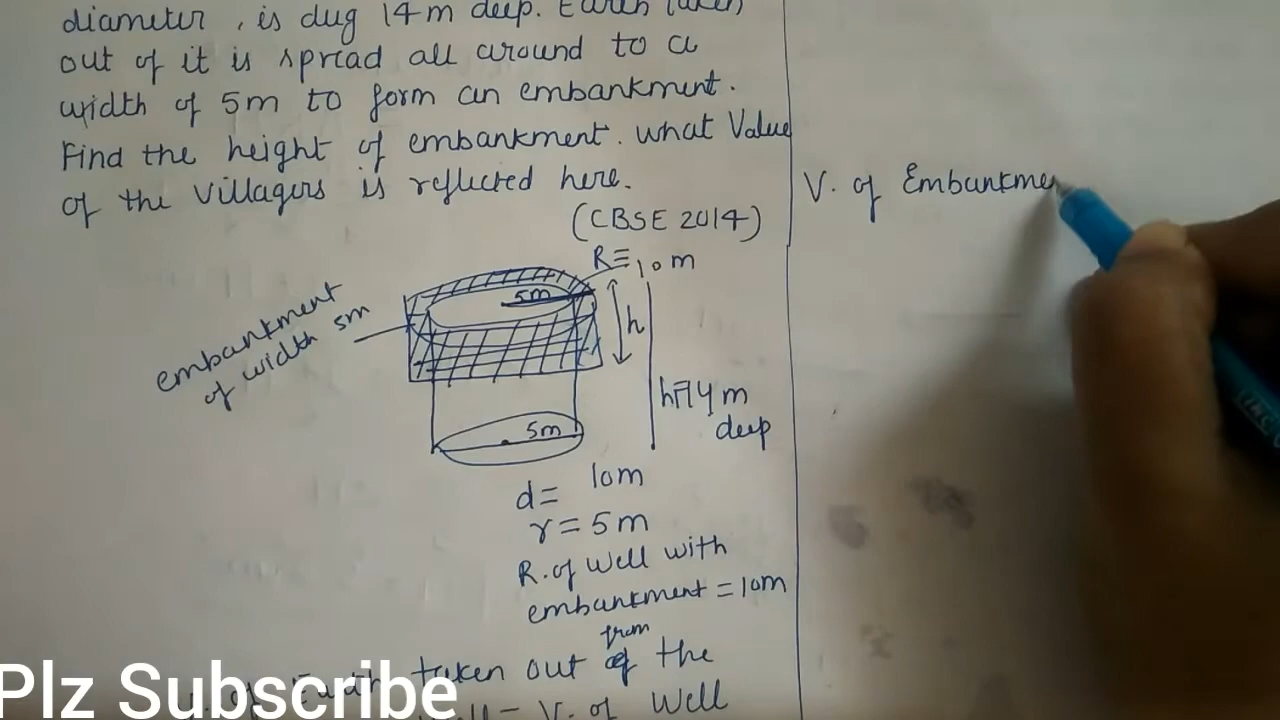 diameter, is dug 14m deep. Earth taken
out of it is spread all around to a
width of 5m to form an embankment.
Find the height of embankment. what Value
of the villagers is reflected here.
(CBSE 2014)
V. of Embankme
R = 10m
5m
h
embankment
of width 5m
h=14m
deep
5m
d= 10m
r = 5m
R. of well with
embankment = 10m
from
taken out of the
= V. of Well
Plz Subscribe